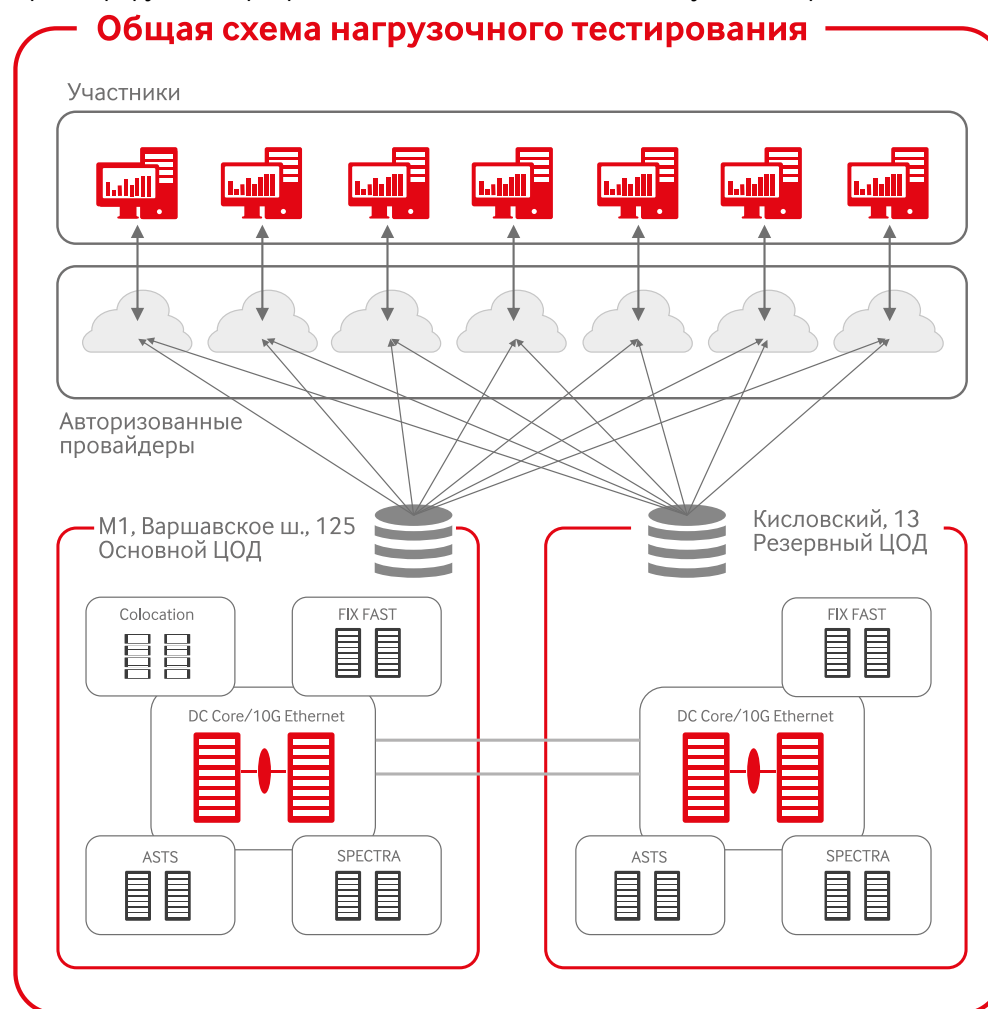 Общая схема нагрузочного тестирования
Участники
Авторизованные
провайдеры
М1, Варшавское ш., 125
Основной ЦОД
Кисловский, 13
Резервный ЦОД
Colocation
FIX FAST
DC Core/10G Ethernet
ASTS
SPECTRA
FIX FAST
DC Core/10G Ethernet
ASTS
SPECTRA